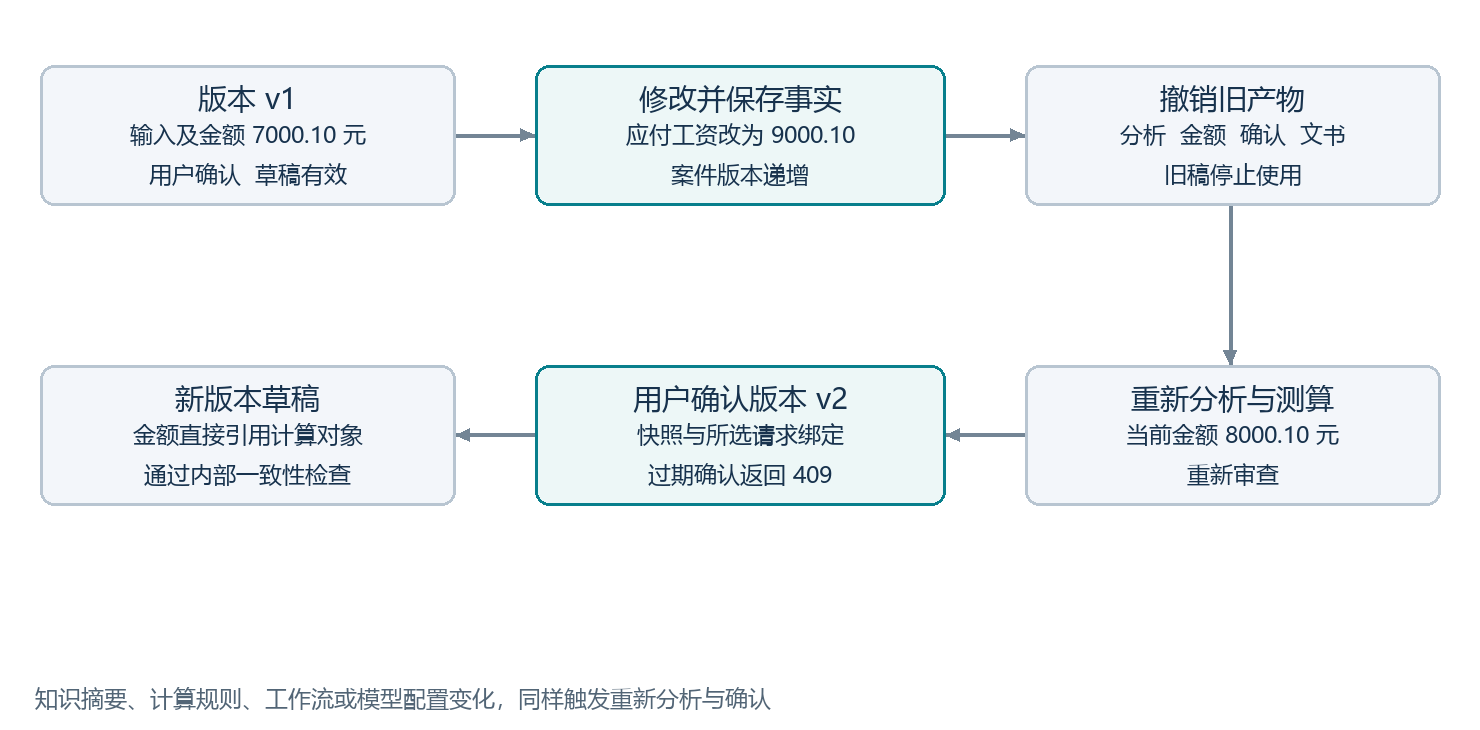 版本 v1
输入及金额 7000.10 元
用户确认 草稿有效
修改并保存事实
应付工资改为 9000.10
案件版本递增
撤销旧产物
分析 金额 确认 文书
旧稿停止使用
重新分析与测算
当前金额 8000.10 元
重新审查
用户确认版本 v2
快照与所选请求绑定
过期确认返回 409
新版本草稿
金额直接引用计算对象
通过内部一致性检查
知识摘要、计算规则、工作流或模型配置变化，同样触发重新分析与确认